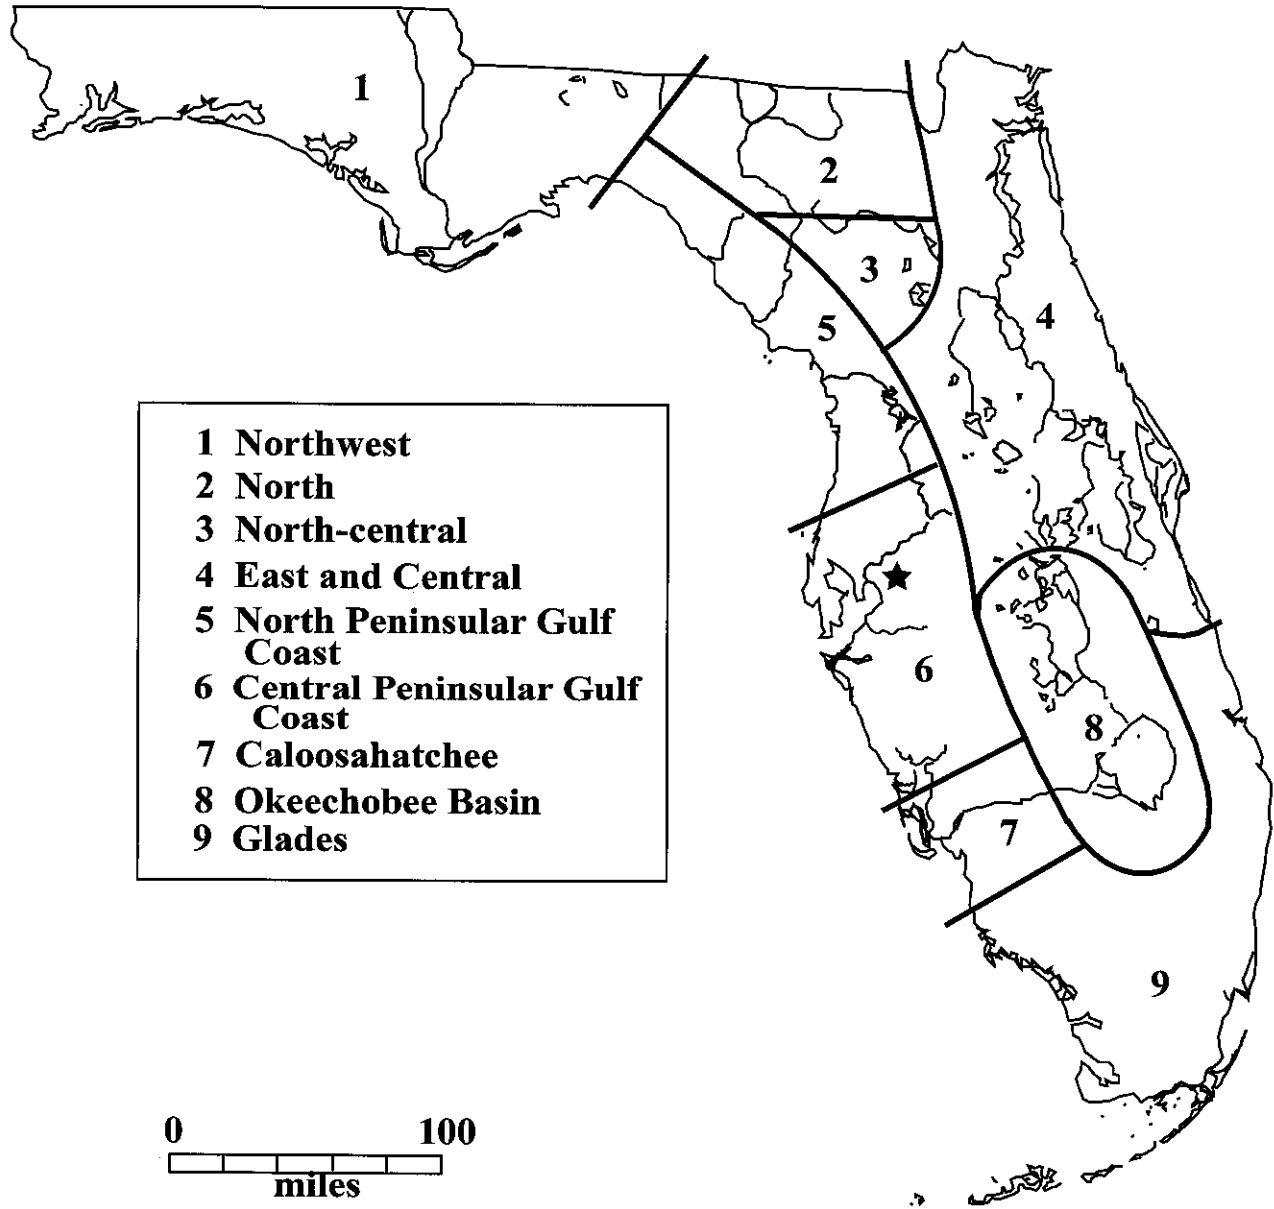 1
2
3
4
5
1 Northwest
2 North
3 North-central
4 East and Central
5 North Peninsular Gulf
Coast
6 Central Peninsular Gulf
Coast
7 Caloosahatchee
8 Okeechobee Basin
9 Glades
6
8
7
9
0 100
miles